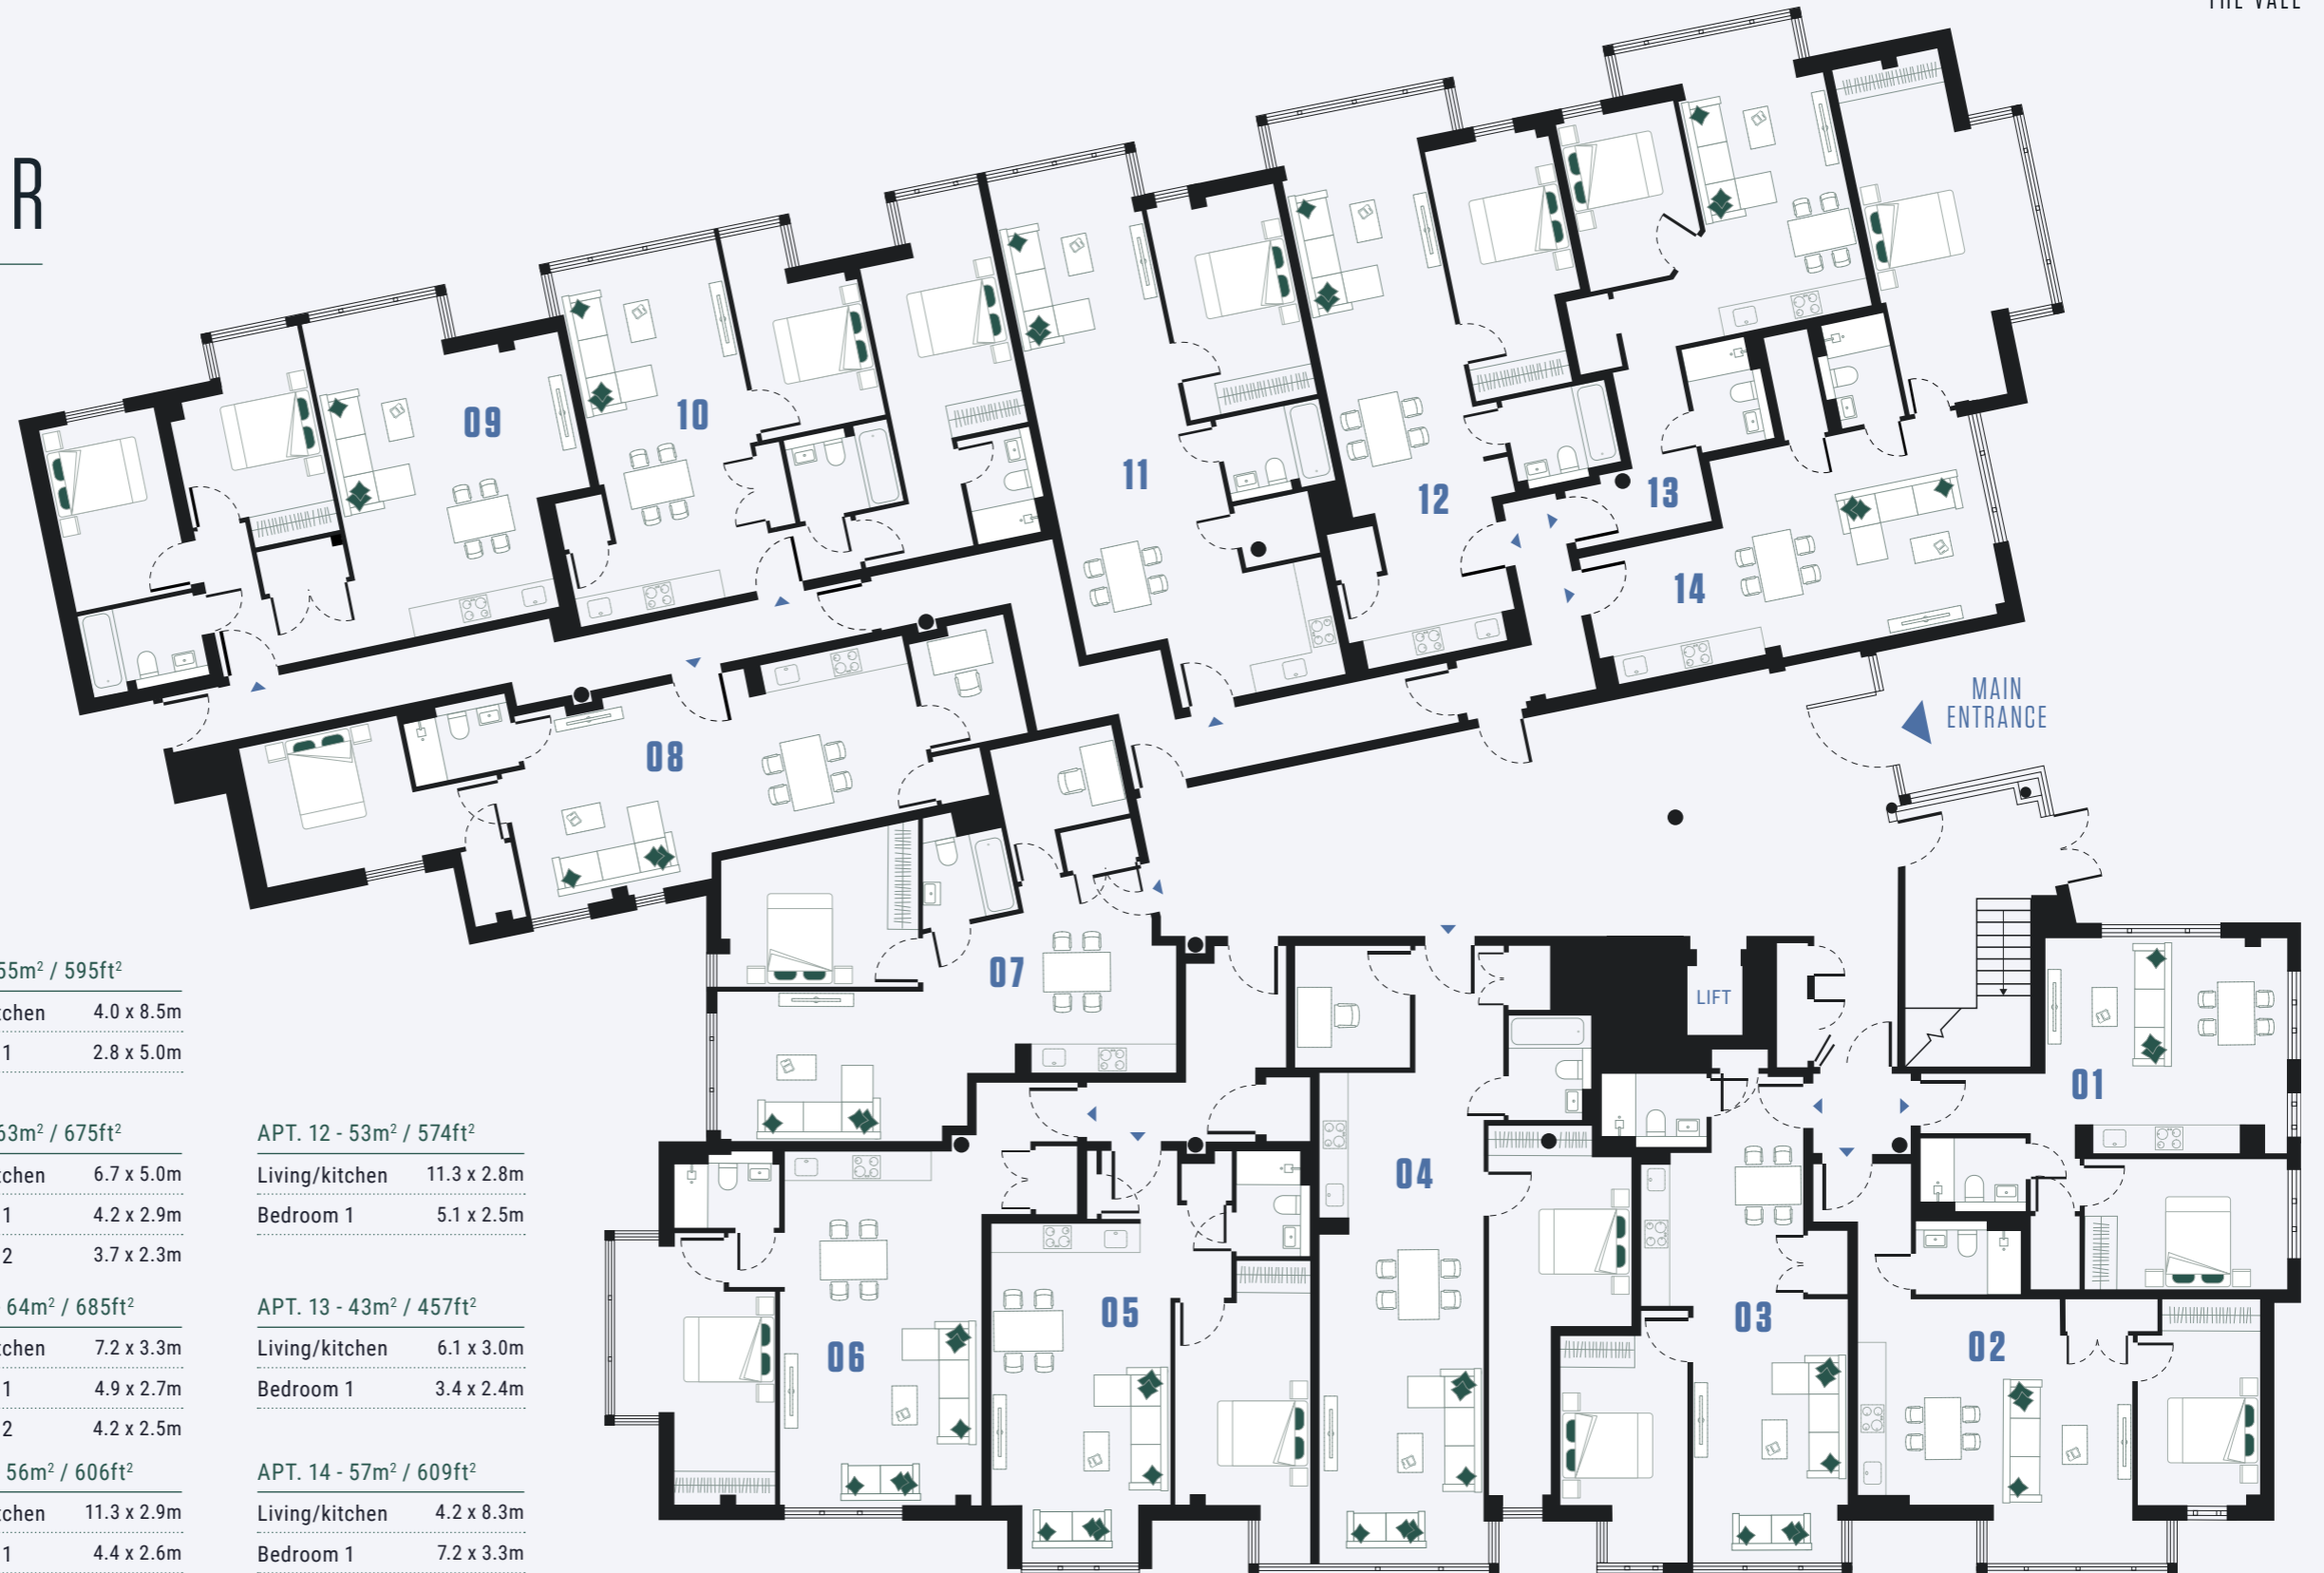 THE VALE
R
09
10
11
12
13
14
MAIN
ENTRANCE
08
07
LIFT
01
04
03
02
05
06
55m² / 595ft²
tchen 4.0 x 8.5m
1 2.8 x 5.0m
63m² / 675ft²
tchen 6.7 x 5.0m
1 4.2 x 2.9m
2 3.7 x 2.3m
64m² / 685ft²
tchen 7.2 x 3.3m
1 4.9 x 2.7m
2 4.2 x 2.5m
56m² / 606ft²
tchen 11.3 x 2.9m
1 4.4 x 2.6m
APT. 12 - 53m² / 574ft²
Living/kitchen 11.3 x 2.8m
Bedroom 1 5.1 x 2.5m
APT. 13 - 43m² / 457ft²
Living/kitchen 6.1 x 3.0m
Bedroom 1 3.4 x 2.4m
APT. 14 - 57m² / 609ft²
Living/kitchen 4.2 x 8.3m
Bedroom 1 7.2 x 3.3m